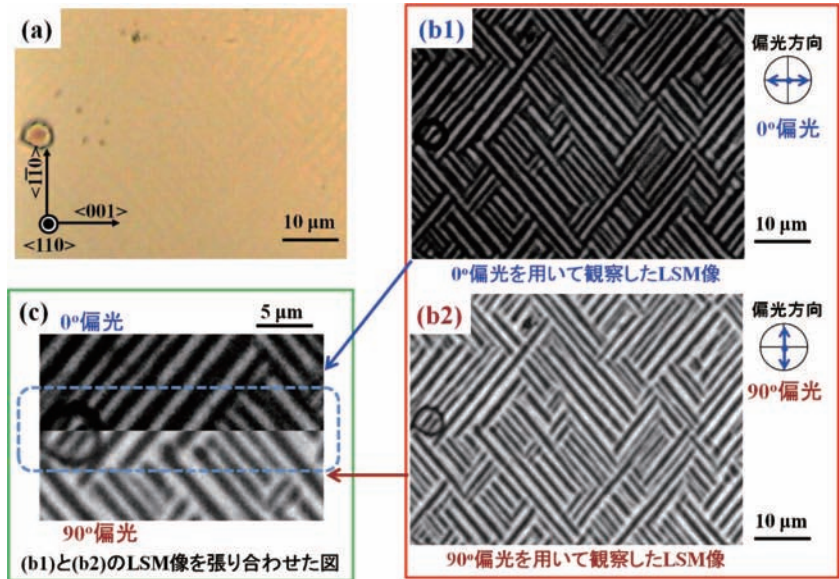 (a)
<11̄0>
<001>
<110>
10 μm
(b1)
偏光方向
0°偏光
10 μm
0°偏光を用いて観察したLSM像
(c)
0°偏光
5 μm
90°偏光
(b1)と(b2)のLSM像を張り合わせた図
(b2)
偏光方向
90°偏光
10 μm
90°偏光を用いて観察したLSM像